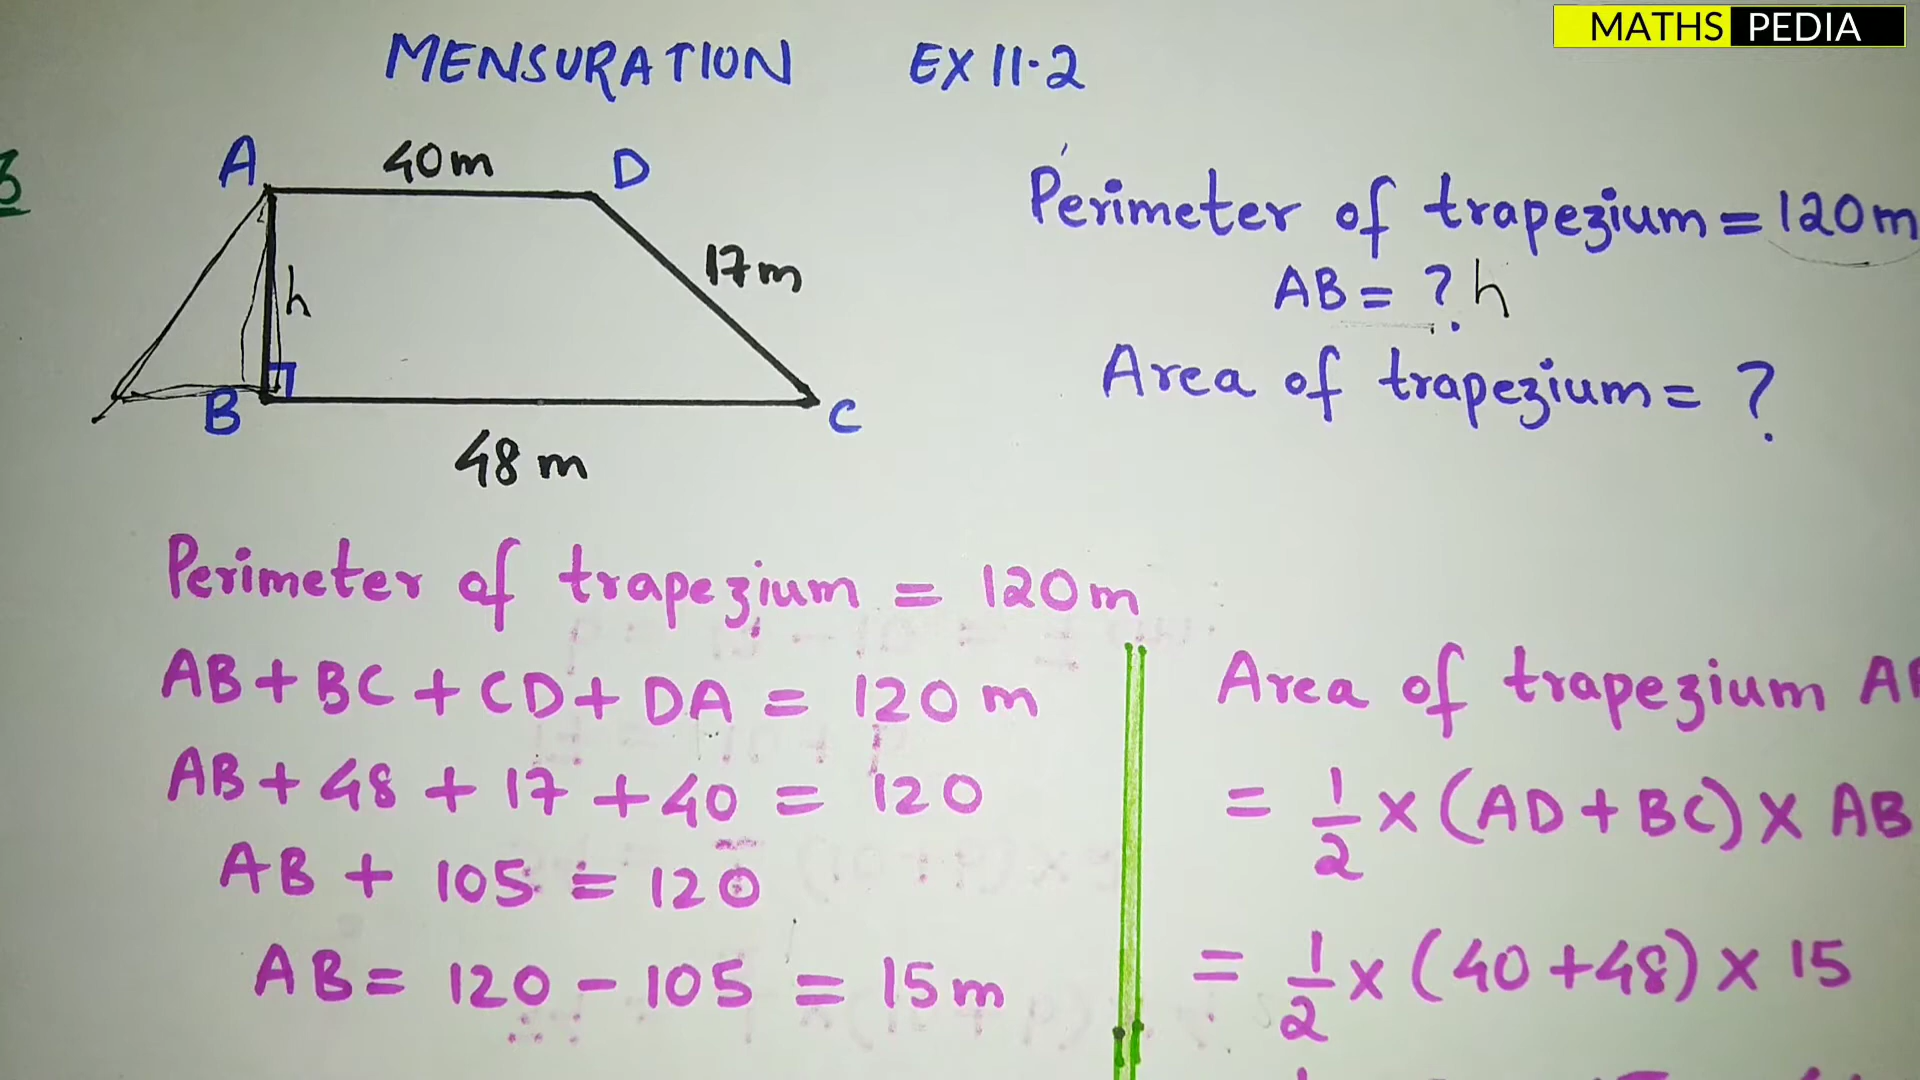 MATHS PEDIA
MENSURATION EX 11.2
3
A 40m D
h
17m
B C
48 m
Perimeter of trapezium = 120m
AB = ? h
Area of trapezium = ?
Perimeter of trapezium = 120m
AB + BC + CD + DA = 120 m
AB + 48 + 17 + 40 = 120
AB + 105 = 120
AB = 120 - 105 = 15m
Area of trapezium
= 1/2 × (AD + BC) × AB
= 1/2 × (40 + 48) × 15